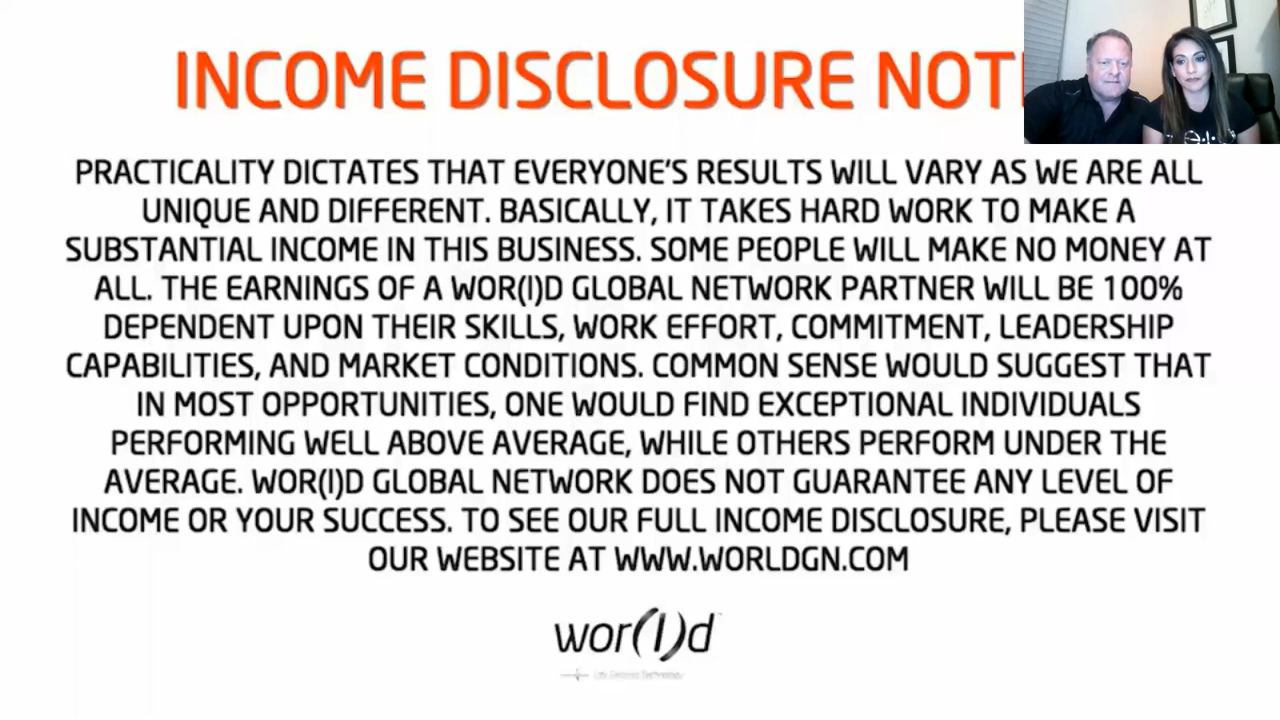 INCOME DISCLOSURE NOTI
PRACTICALITY DICTATES THAT EVERYONE'S RESULTS WILL VARY AS WE ARE ALL
UNIQUE AND DIFFERENT. BASICALLY, IT TAKES HARD WORK TO MAKE A
SUBSTANTIAL INCOME IN THIS BUSINESS. SOME PEOPLE WILL MAKE NO MONEY AT
ALL. THE EARNINGS OF A WOR(I)D GLOBAL NETWORK PARTNER WILL BE 100%
DEPENDENT UPON THEIR SKILLS, WORK EFFORT, COMMITMENT, LEADERSHIP
CAPABILITIES, AND MARKET CONDITIONS. COMMON SENSE WOULD SUGGEST THAT
IN MOST OPPORTUNITIES, ONE WOULD FIND EXCEPTIONAL INDIVIDUALS
PERFORMING WELL ABOVE AVERAGE, WHILE OTHERS PERFORM UNDER THE
AVERAGE. WOR(I)D GLOBAL NETWORK DOES NOT GUARANTEE ANY LEVEL OF
INCOME OR YOUR SUCCESS. TO SEE OUR FULL INCOME DISCLOSURE, PLEASE VISIT
OUR WEBSITE AT WWW.WORLDGN.COM
wor(l)d
Technology